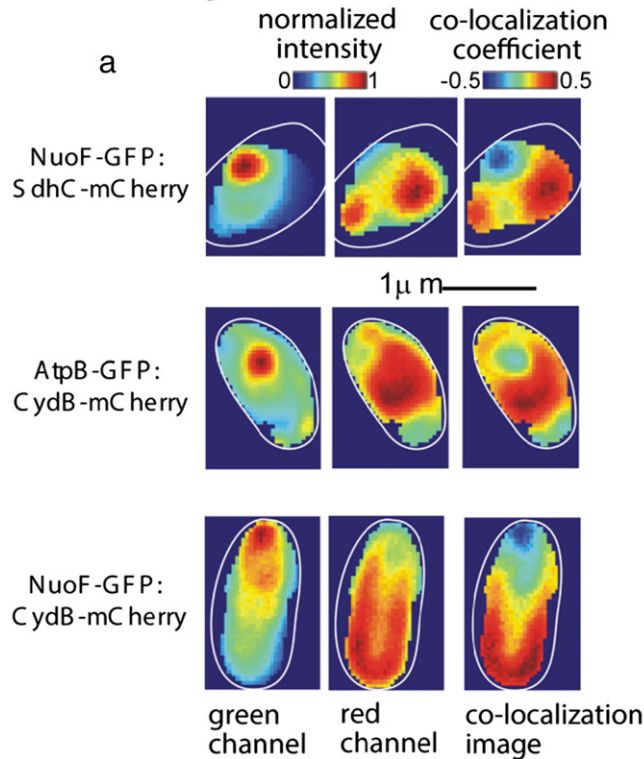 a
normalized
intensity
0 1
co-localization
coefficient
-0.5 0.5
NuoF-GFP:
SdhC-mCherry
1μ m
AtpB-GFP:
CydB-mCherry
NuoF-GFP:
CydB-mCherry
green
channel
red
channel
co-localization
image